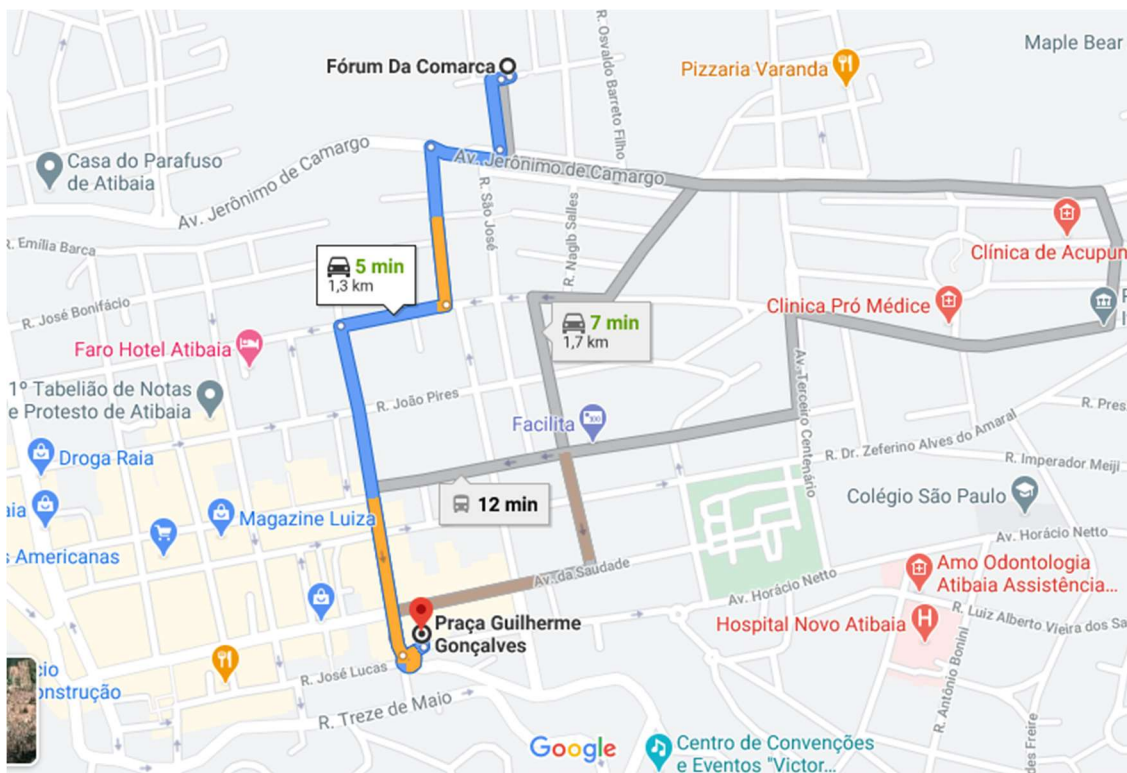 Maple Bear
R. Osvaldo Barreto Filho
Fórum Da Comarca
Pizzaria Varanda
Casa do Parafuso
de Atibaia
Av. Jerônimo de Camargo
Av. Jerônimo de Camargo
R. São José
R. Nagib Salles
R. Emília Barca
5 min
1,3 km
Clínica de Acupun
R. José Bonifácio
Clinica Pró Médice
7 min
1,7 km
Faro Hotel Atibaia
Av. Terceiro Centenário
1º Tabelião de Notas
e Protesto de Atibaia
R. João Pires
Facilita
R. Pres
R. Dr. Zeferino Alves do Amaral
R. Imperador Meiji
Droga Raia
12 min
Colégio São Paulo
aia
Magazine Luiza
s Americanas
Av. Horácio Netto
Av. da Saudade
Av. Horácio Netto
Amo Odontologia
Atibaia Assistência...
Praça Guilherme
Gonçalves
Hospital Novo Atibaia
R. Luiz Alberto Vieira dos Sa
R. José Lucas
R. Antônio Bonini
cio
onstrução
R. Treze de Maio
des Freire
Google
Centro de Convenções
e Eventos "Victor...